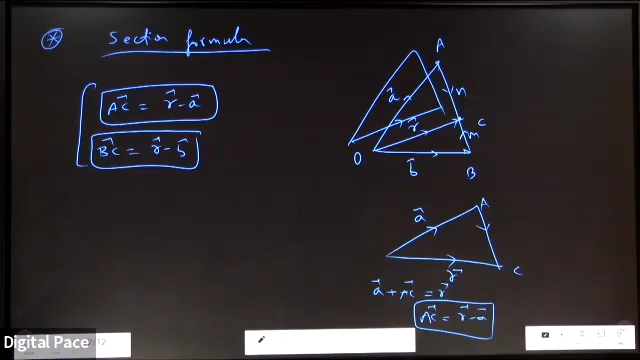 * Section formula
AC⃗ = r⃗ - a⃗
BC⃗ = r⃗ - b⃗
A
a⃗
n
r⃗
C
m
O
b⃗
B
A
a⃗
r⃗
C
a⃗ + AC⃗ = r⃗
AC⃗ = r⃗ - a⃗
Digital Pace